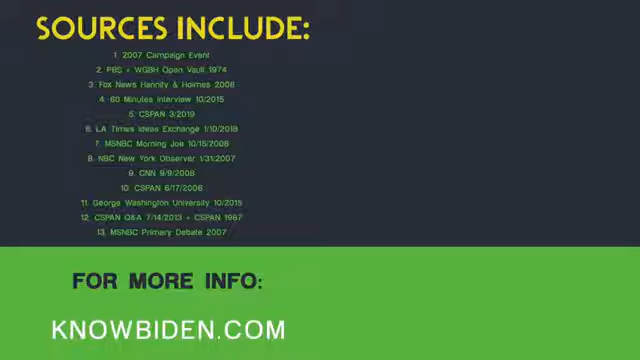 SOURCES INCLUDE:
1. 2007 Campaign Event
2. PBS + WGBH Open Vault 1974
3. Fox News Hannity & Holmes 2006
4. 60 Minutes Interview 10/2015
5. CSPAN 3/2019
6. LA Times Ideas Exchange 1/10/2018
7. MSNBC Morning Joe 10/15/2008
8. NBC New York Observer 1/31/2007
9. CNN 9/9/2008
10. CSPAN 6/17/2006
11. George Washington University 10/2015
12. CSPAN Q&A 7/14/2013 + CSPAN 1987
13. MSNBC Primary Debate 2007
FOR MORE INFO:
KNOWBIDEN.COM